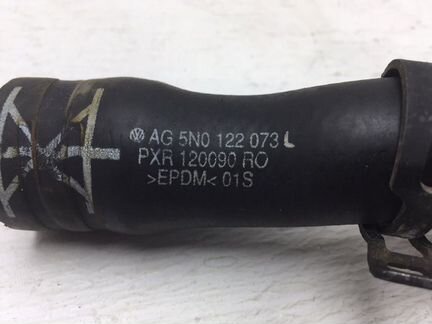 AG 5N0 122 073 L
PXR 120090 RO
>EPDM< 01S